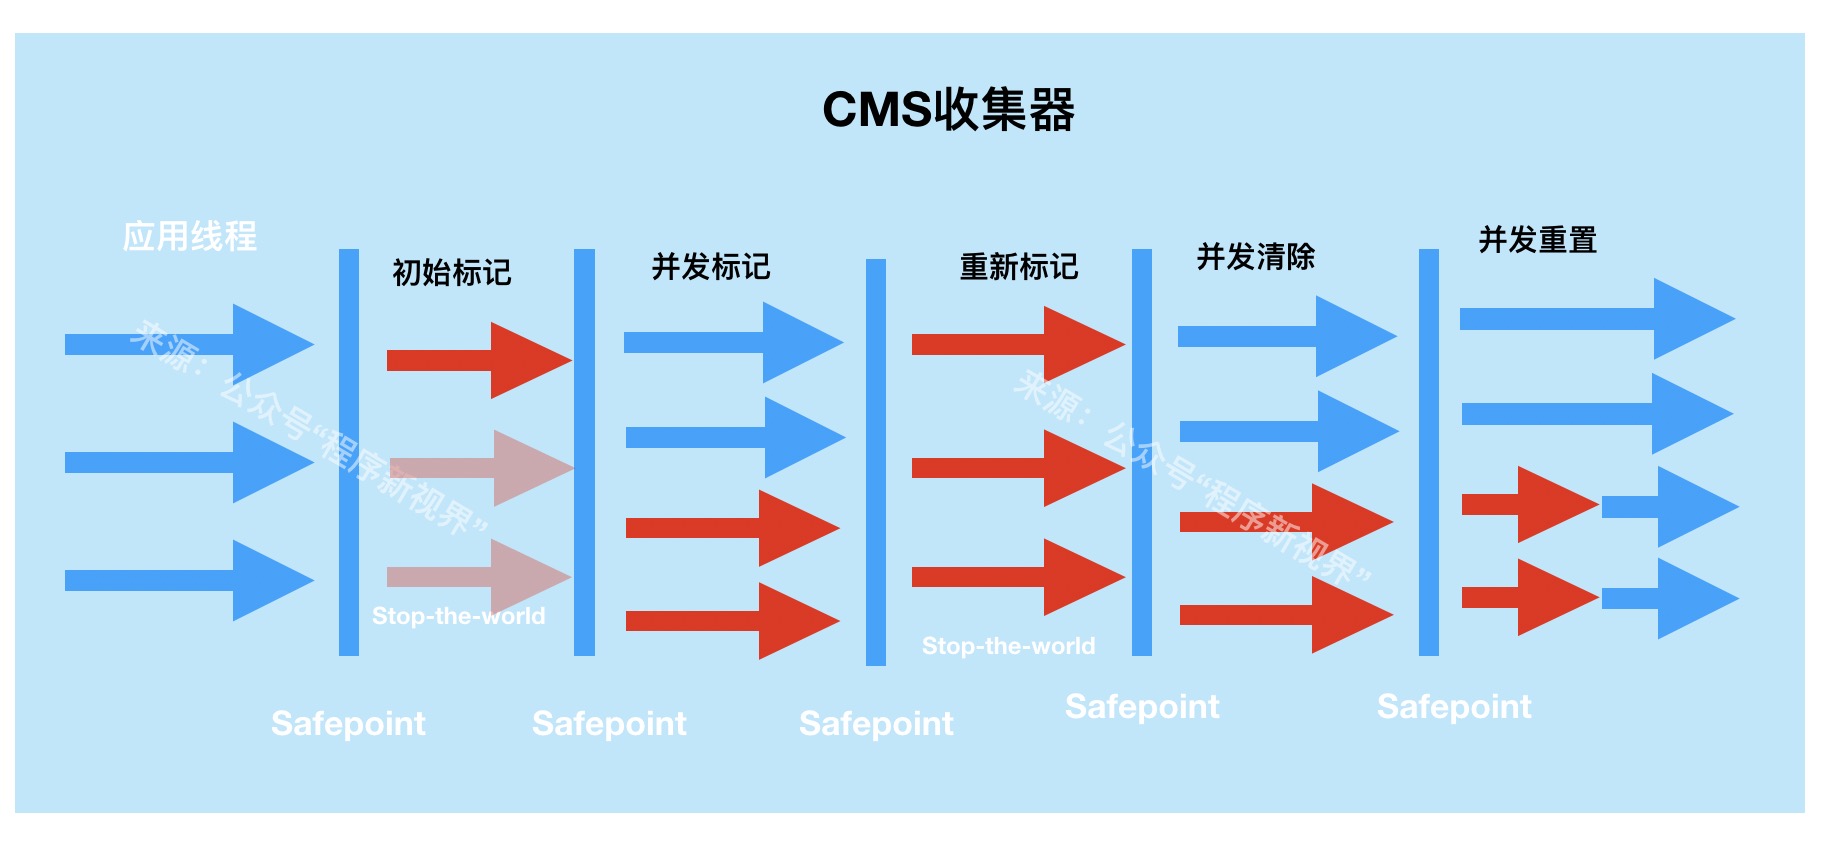 CMS收集器
应用线程
初始标记
并发标记
重新标记
并发清除
并发重置
来源：公众号“程序新视界”
来源：公众号“程序新视界”
Stop-the-world
Stop-the-world
Safepoint
Safepoint
Safepoint
Safepoint
Safepoint